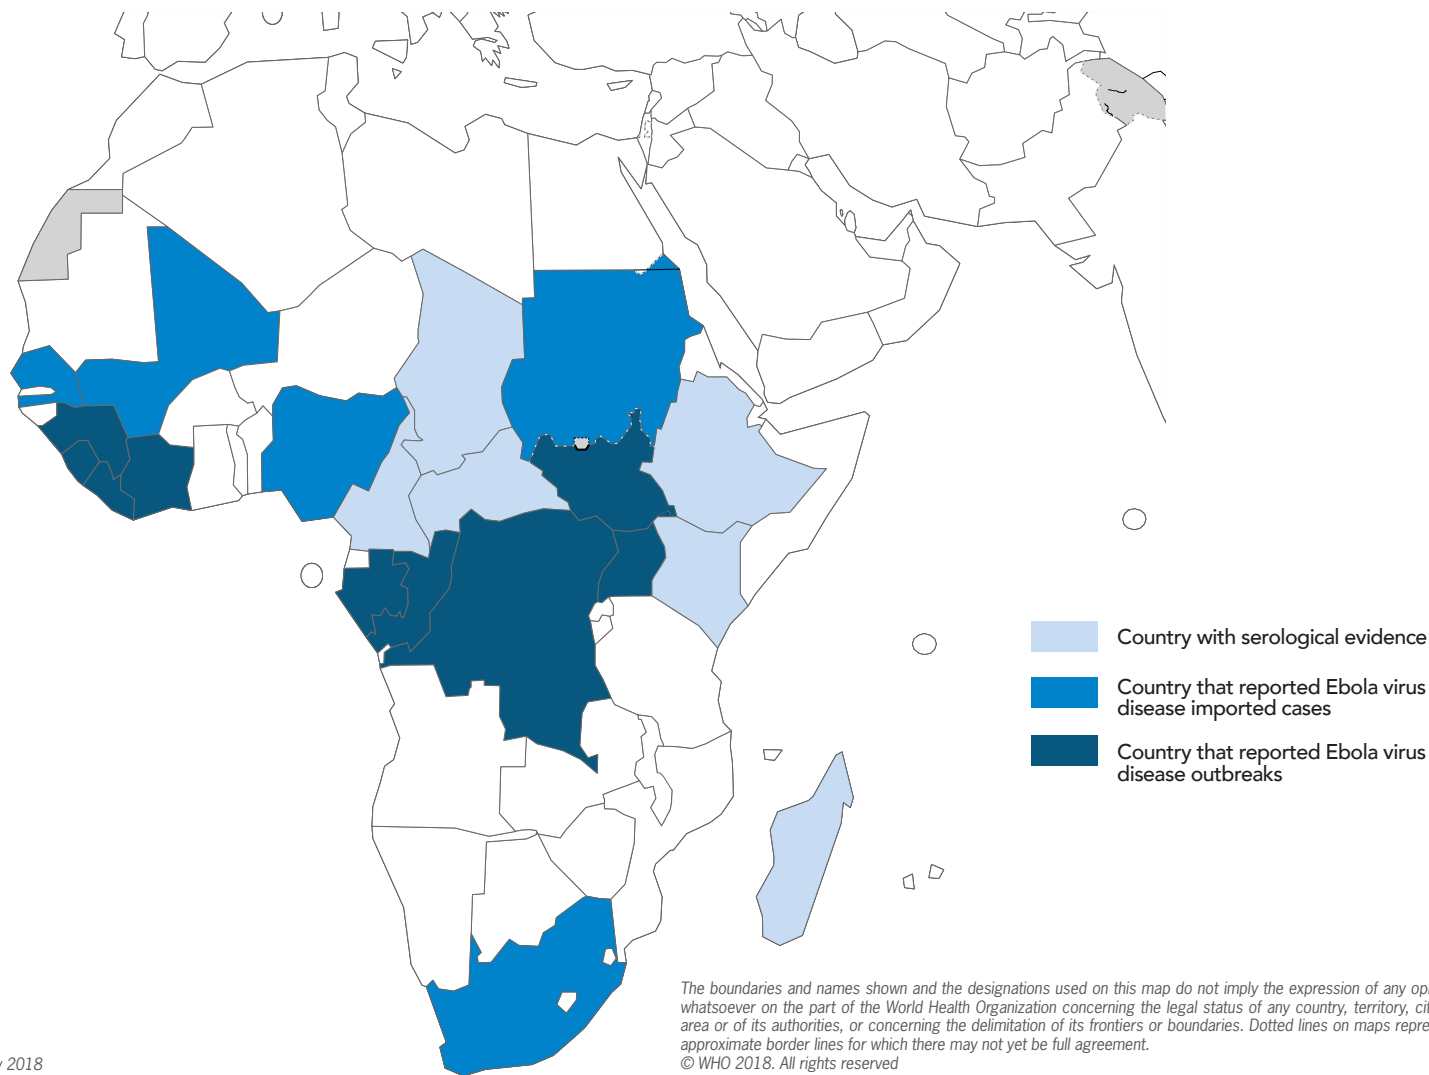 Country with serological evidence
Country that reported Ebola virus
disease imported cases
Country that reported Ebola virus
disease outbreaks
The boundaries and names shown and the designations used on this map do not imply the expression of any op
whatsoever on the part of the World Health Organization concerning the legal status of any country, territory, cit
area or of its authorities, or concerning the delimitation of its frontiers or boundaries. Dotted lines on maps repre
approximate border lines for which there may not yet be full agreement.
© WHO 2018. All rights reserved
y 2018